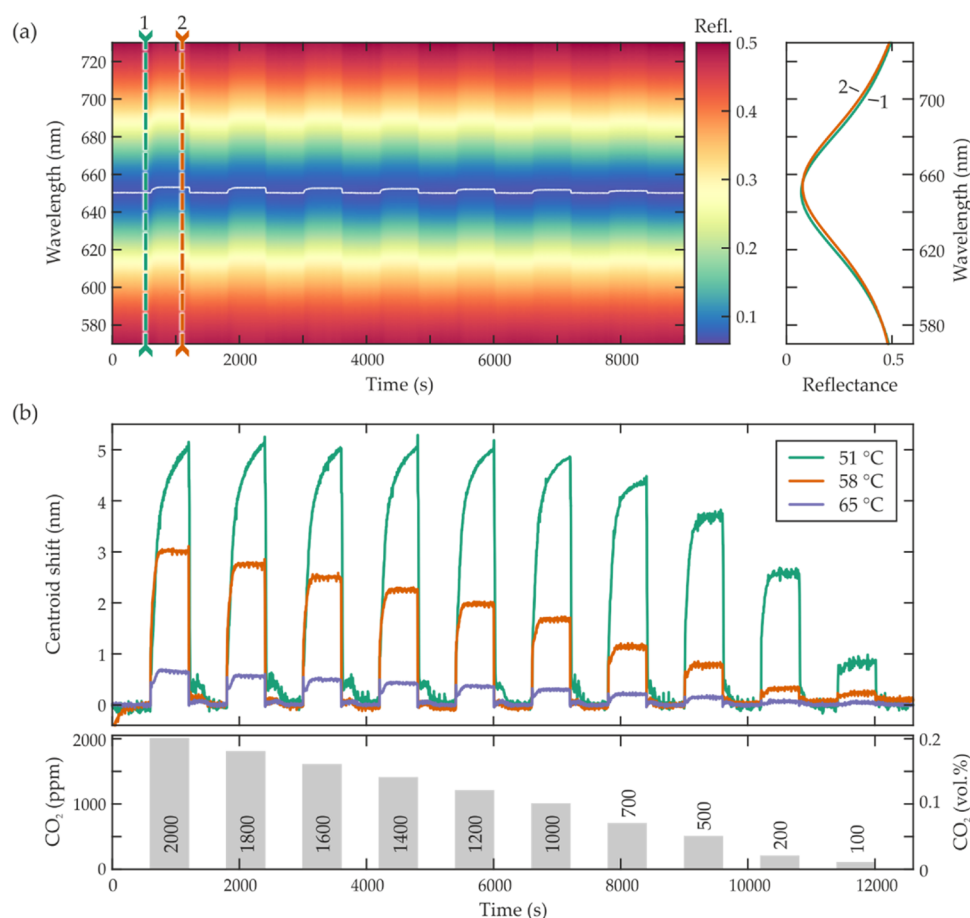 (a)
1 2
Refl.
Wavelength (nm)
720
700
680
660
640
620
600
580
0 2000 4000 6000 8000
Time (s)
0.5
0.4
0.3
0.2
0.1
2
1
700
660
620
580
Wavelength (nm)
0 0.5
Reflectance
(b)
Centroid shift (nm)
5
4
3
2
1
0
51 °C
58 °C
65 °C
CO2 (ppm)
2000
1000
0
2000 1800 1600 1400 1200 1000 700 500 200 100
0.2
0.1
0
CO2 (vol.%)
0 2000 4000 6000 8000 10000 12000
Time (s)